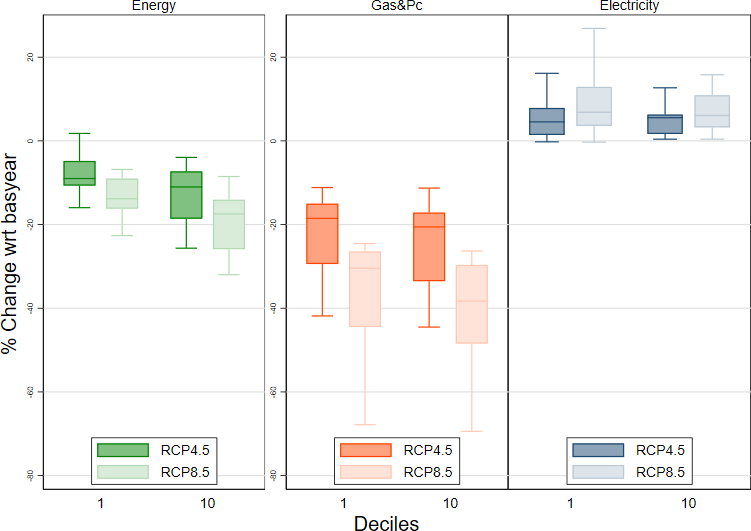 Energy Gas&Pc Electricity
% Change wrt basyear
20 20
0 0
-20 -20
-40 -40
-60 -60
-80 -80
RCP4.5 RCP4.5 RCP4.5
RCP8.5 RCP8.5 RCP8.5
1 10 1 10 1 10
Deciles